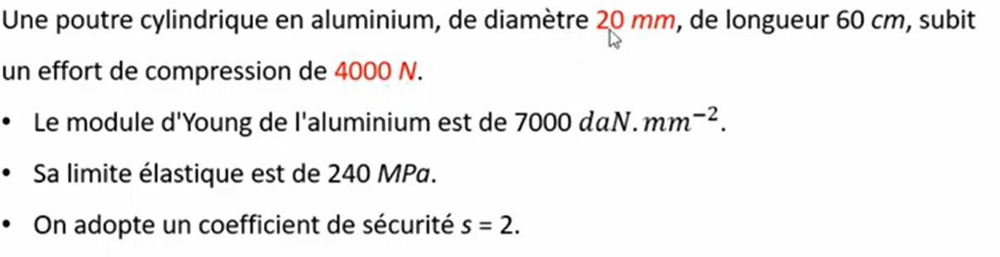 Une poutre cylindrique en aluminium, de diamètre 20 mm, de longueur 60 cm, subit
un effort de compression de 4000 N.
• Le module d'Young de l'aluminium est de 7000 daN.mm⁻².
• Sa limite élastique est de 240 MPa.
• On adopte un coefficient de sécurité s = 2.